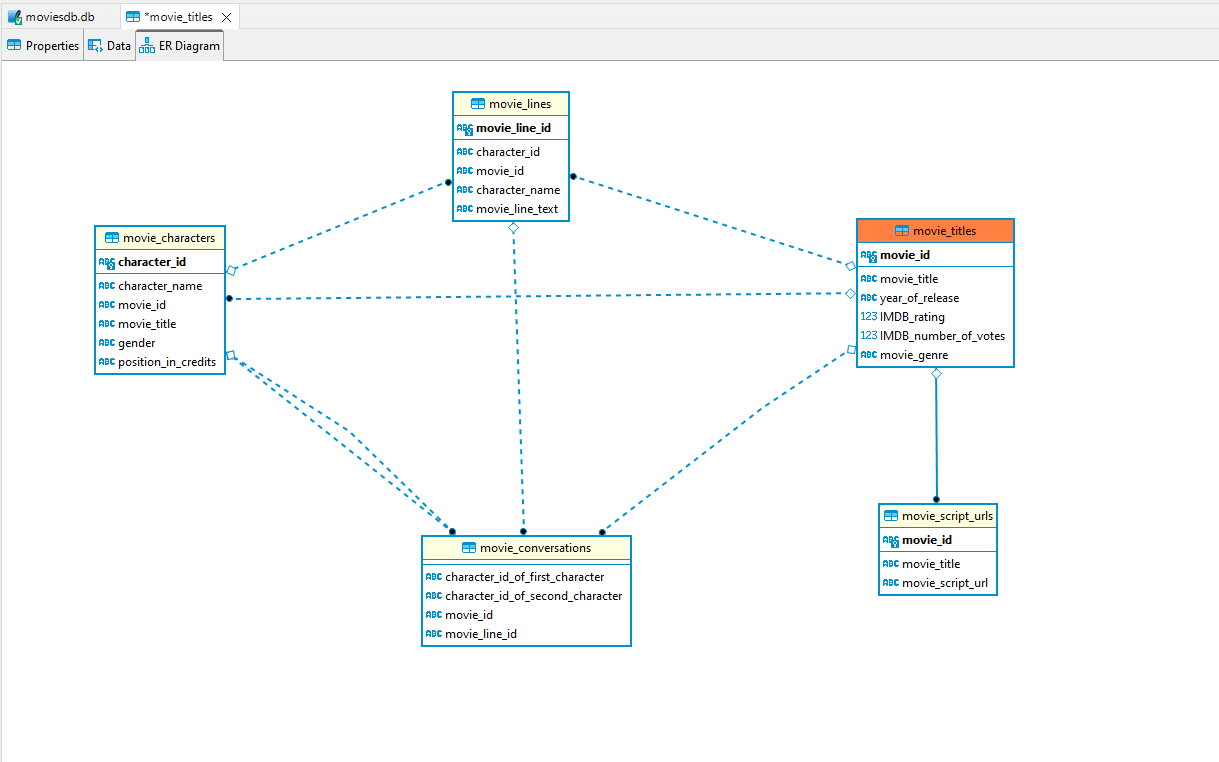 moviesdb.db
*movie_titles
Properties
Data
ER Diagram
movie_lines
ABC movie_line_id
ABC character_id
ABC movie_id
ABC character_name
ABC movie_line_text
movie_characters
ABC character_id
ABC character_name
ABC movie_id
ABC movie_title
ABC gender
ABC position_in_credits
movie_titles
ABC movie_id
ABC movie_title
ABC year_of_release
123 IMDB_rating
123 IMDB_number_of_votes
ABC movie_genre
movie_conversations
ABC character_id_of_first_character
ABC character_id_of_second_character
ABC movie_id
ABC movie_line_id
movie_script_urls
ABC movie_id
ABC movie_title
ABC movie_script_url